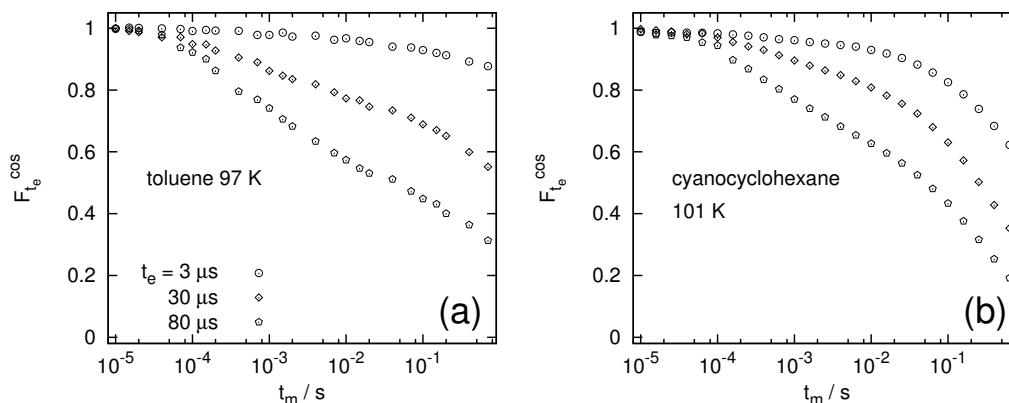 F_{t_e}^{cos}
1
0.8
0.6
0.4
0.2
0
toluene 97 K
t_e = 3 μs
30 μs
80 μs
(a)
10^{-5} 10^{-4} 10^{-3} 10^{-2} 10^{-1}
t_m / s
F_{t_e}^{cos}
1
0.8
0.6
0.4
0.2
0
cyanocyclohexane
101 K
(b)
10^{-5} 10^{-4} 10^{-3} 10^{-2} 10^{-1}
t_m / s